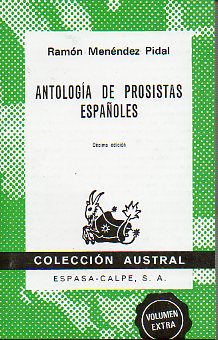 Ramón Menéndez Pidal
ANTOLOGÍA DE PROSISTAS
ESPAÑOLES
Décima edición
COLECCIÓN AUSTRAL
ESPASA-CALPE, S. A.
VOLUMEN
EXTRA